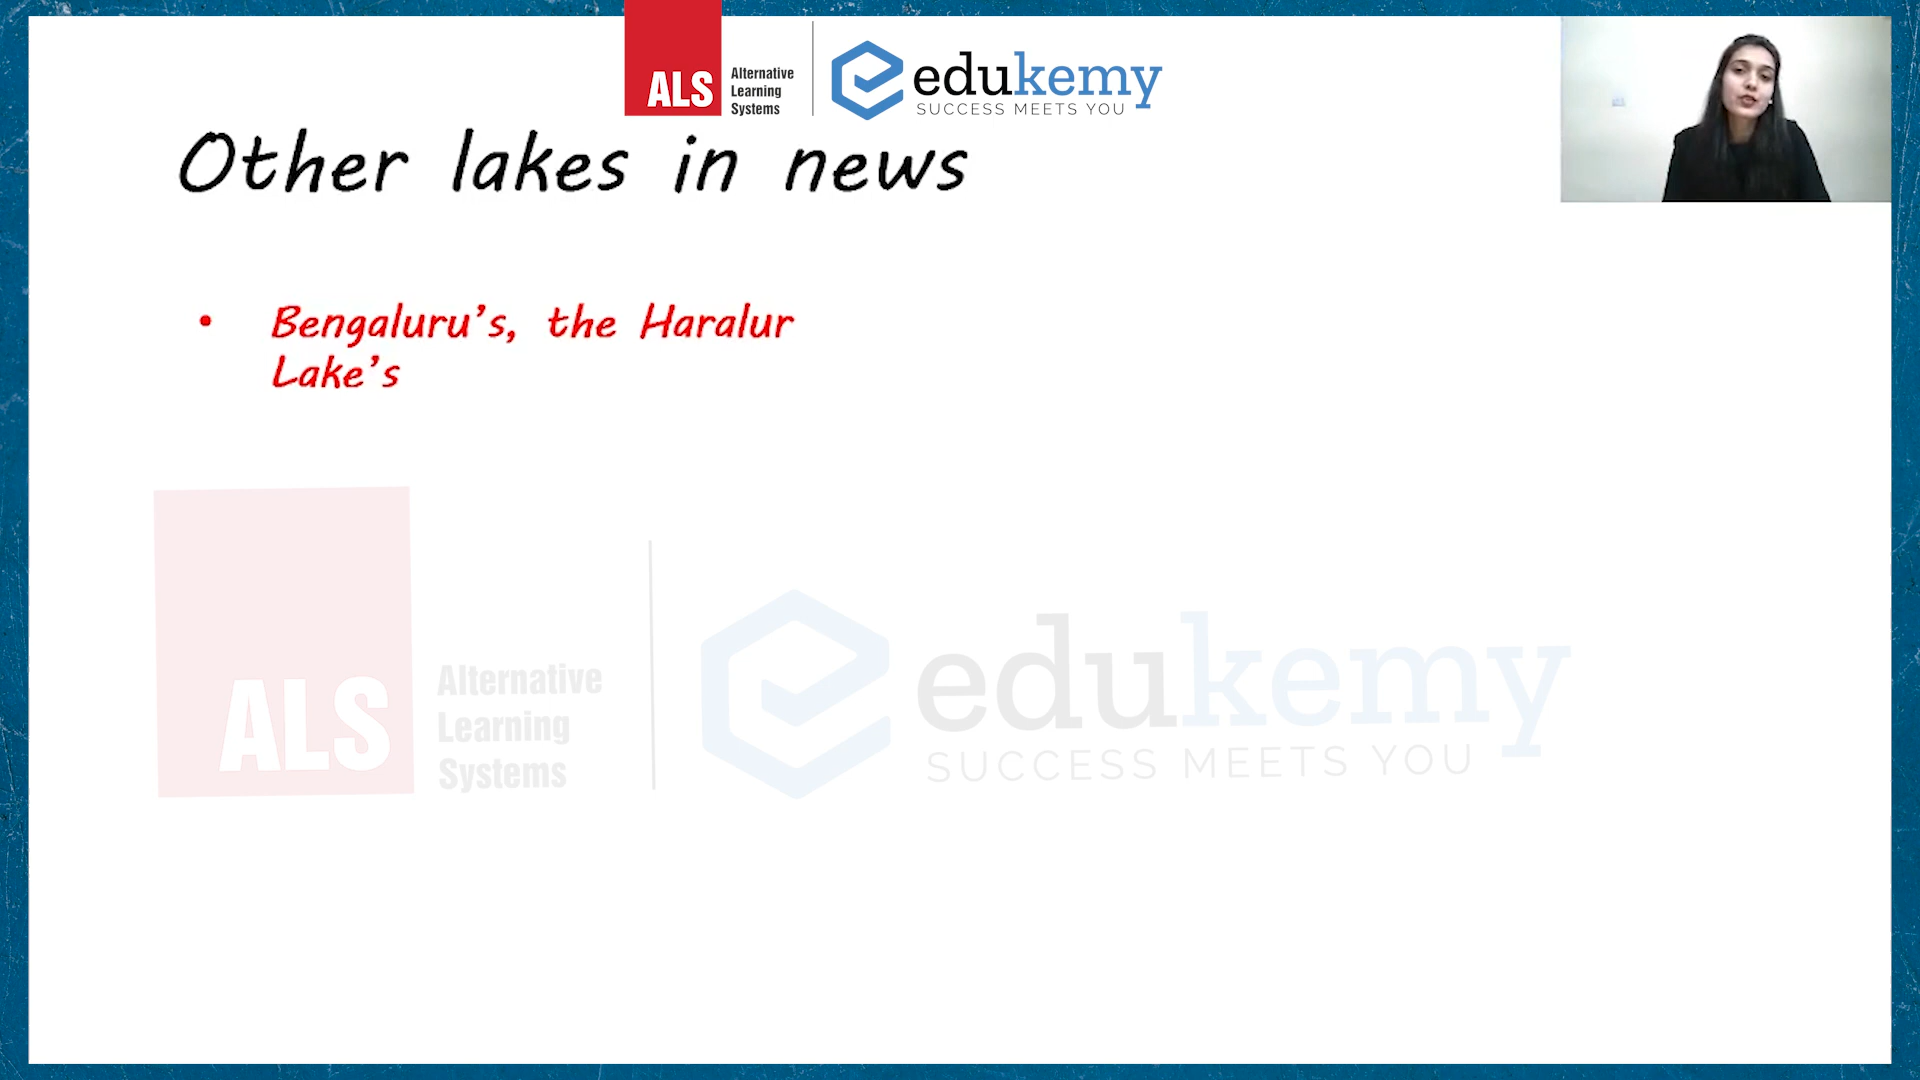 ALS
Alternative
Learning
Systems
edukemy
SUCCESS MEETS YOU
Other lakes in news
• Bengaluru’s, the Haralur
Lake’s
ALS
Alternative
Learning
Systems
edukemy
SUCCESS MEETS YOU